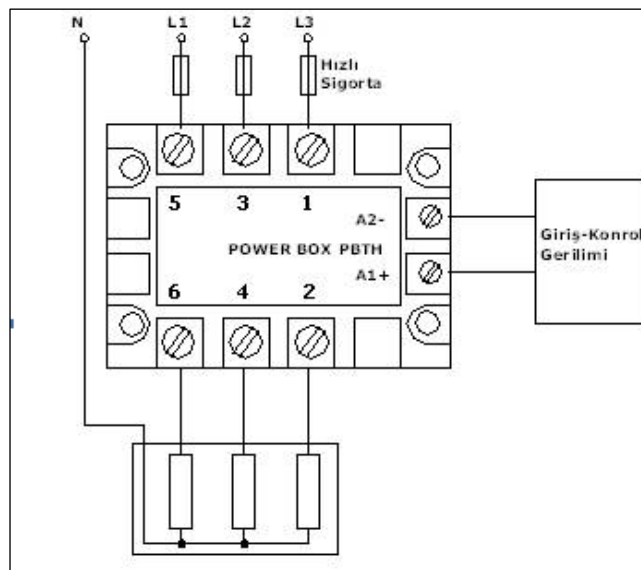 N L1 L2 L3
Hızlı
Sigorta
5 3 1
A2-
POWER BOX PBTH
A1+
6 4 2
Giriş-Konrol
Gerilimi